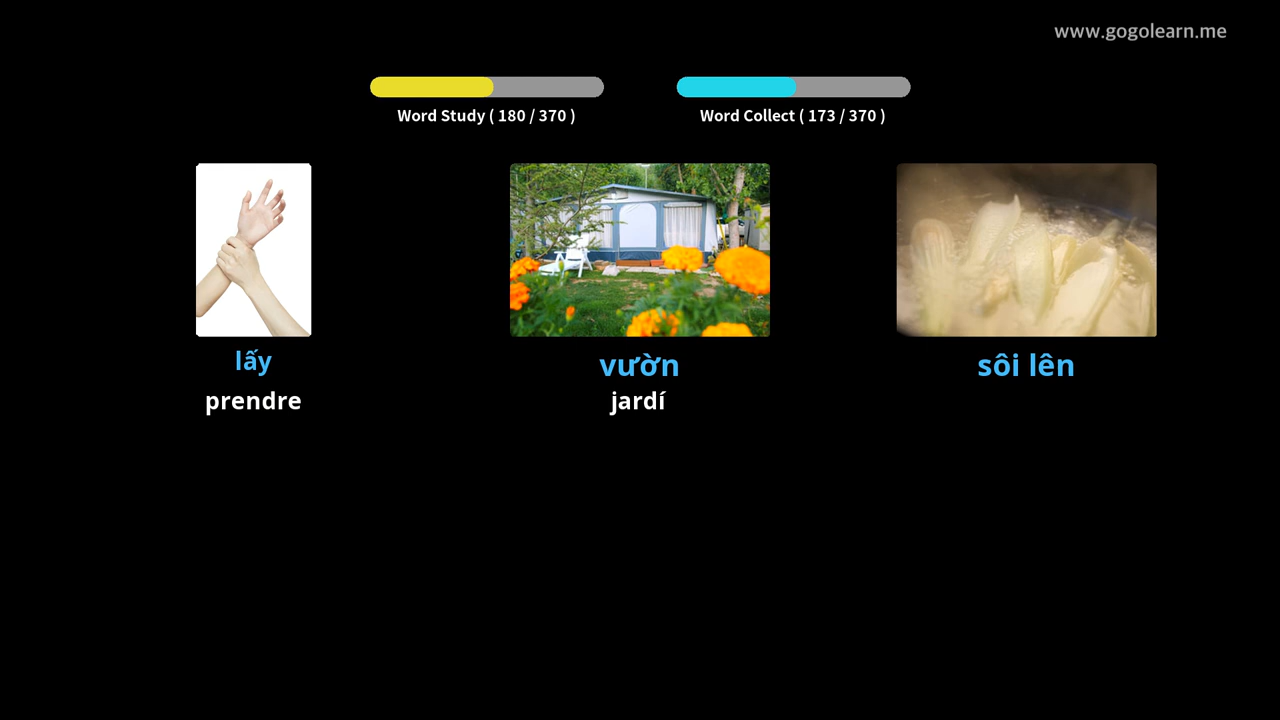 www.gogolearn.me
Word Study ( 180 / 370 )
Word Collect ( 173 / 370 )
lấy
prendre
vườn
jardí
sôi lên